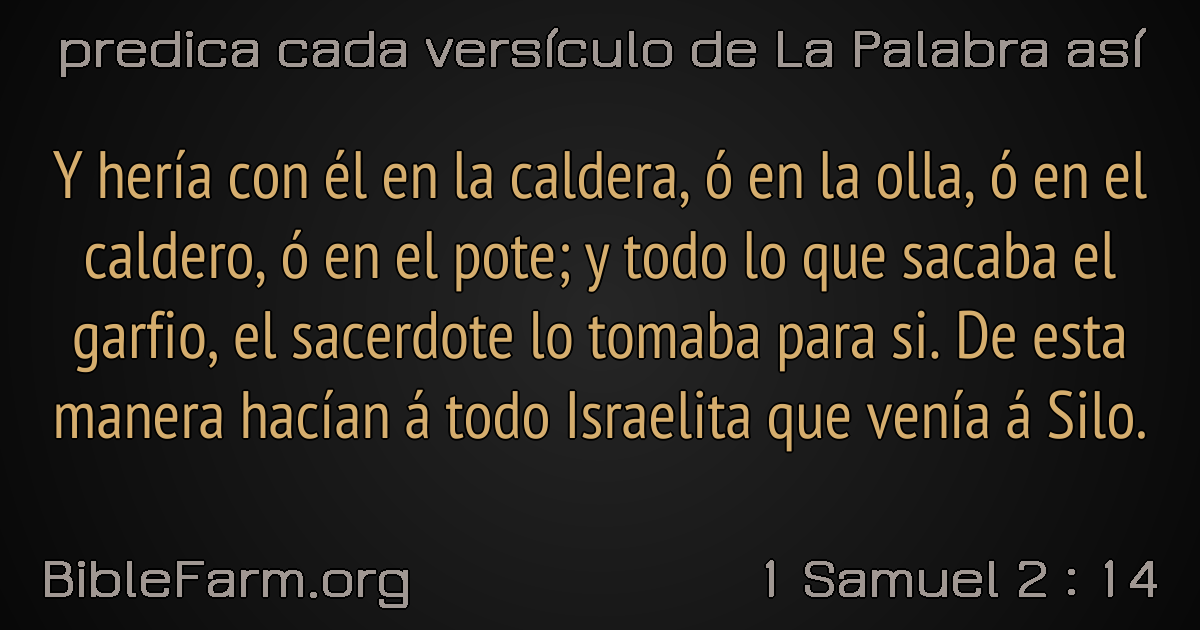 predica cada versículo de La Palabra así
Y hería con él en la caldera, ó en la olla, ó en el
caldero, ó en el pote; y todo lo que sacaba el
garfio, el sacerdote lo tomaba para si. De esta
manera hacían á todo Israelita que venía á Silo.
BibleFarm.org
1 Samuel 2 : 14